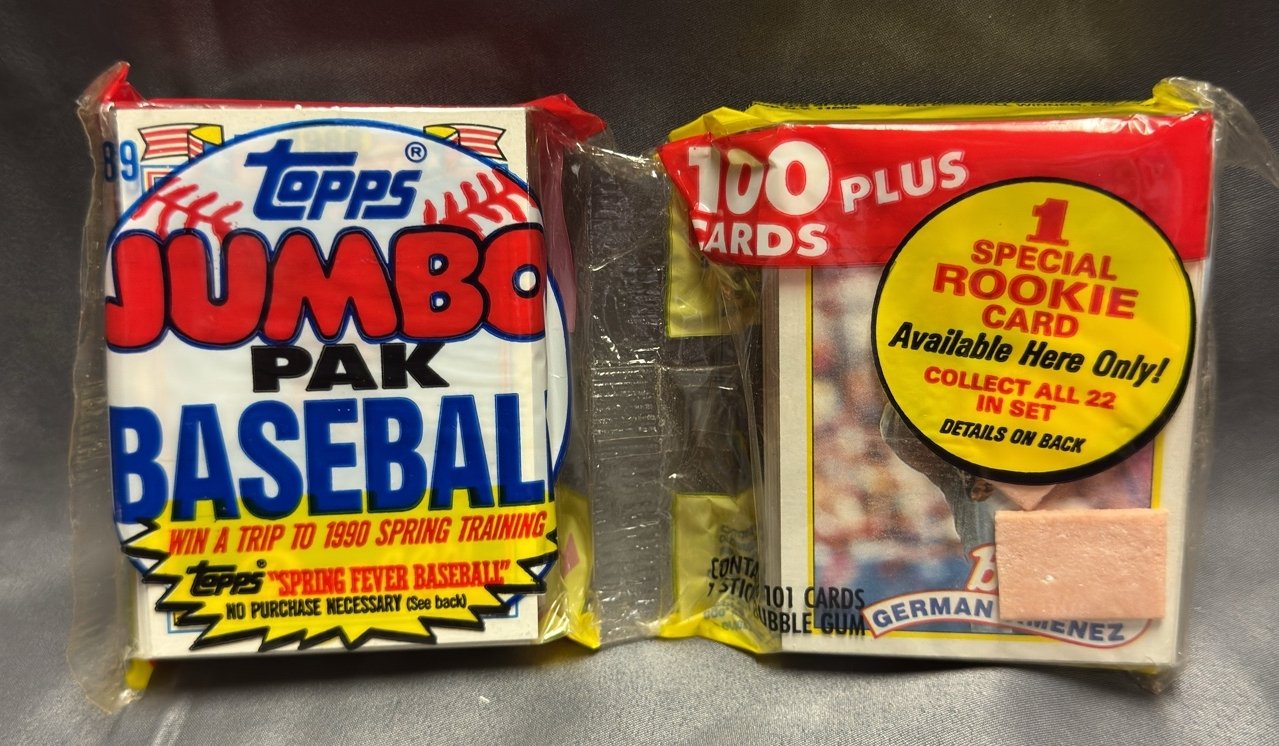 89
topps®
JUMBO
PAK
BASEBALL
WIN A TRIP TO 1990 SPRING TRAINING
topps® "SPRING FEVER BASEBALL"
NO PURCHASE NECESSARY (See back)
100 PLUS
CARDS
1
SPECIAL
ROOKIE
CARD
Available Here Only!
COLLECT ALL 22
IN SET
DETAILS ON BACK
101 CARDS
GUM
GERMAN